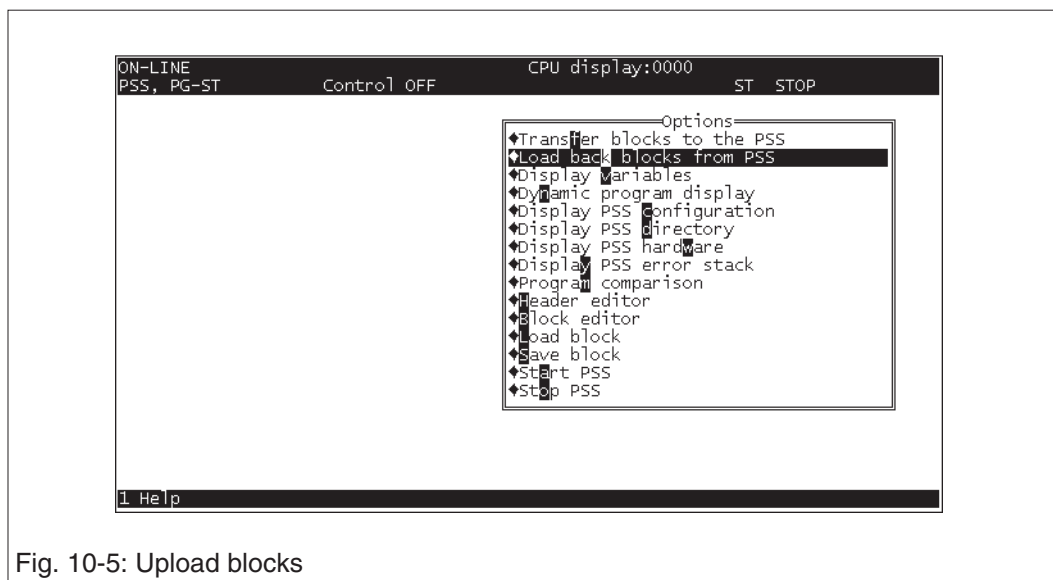 ON-LINE CPU display:0000
PSS, PG-ST Control OFF ST STOP
Options
♦Transfer blocks to the PSS
♦Load back blocks from PSS
♦Display variables
♦Dynamic program display
♦Display PSS configuration
♦Display PSS directory
♦Display PSS hardware
♦Display PSS error stack
♦Program comparison
♦Header editor
♦Block editor
♦Load block
♦Save block
♦Start PSS
♦Stop PSS
1 Help
Fig. 10-5: Upload blocks